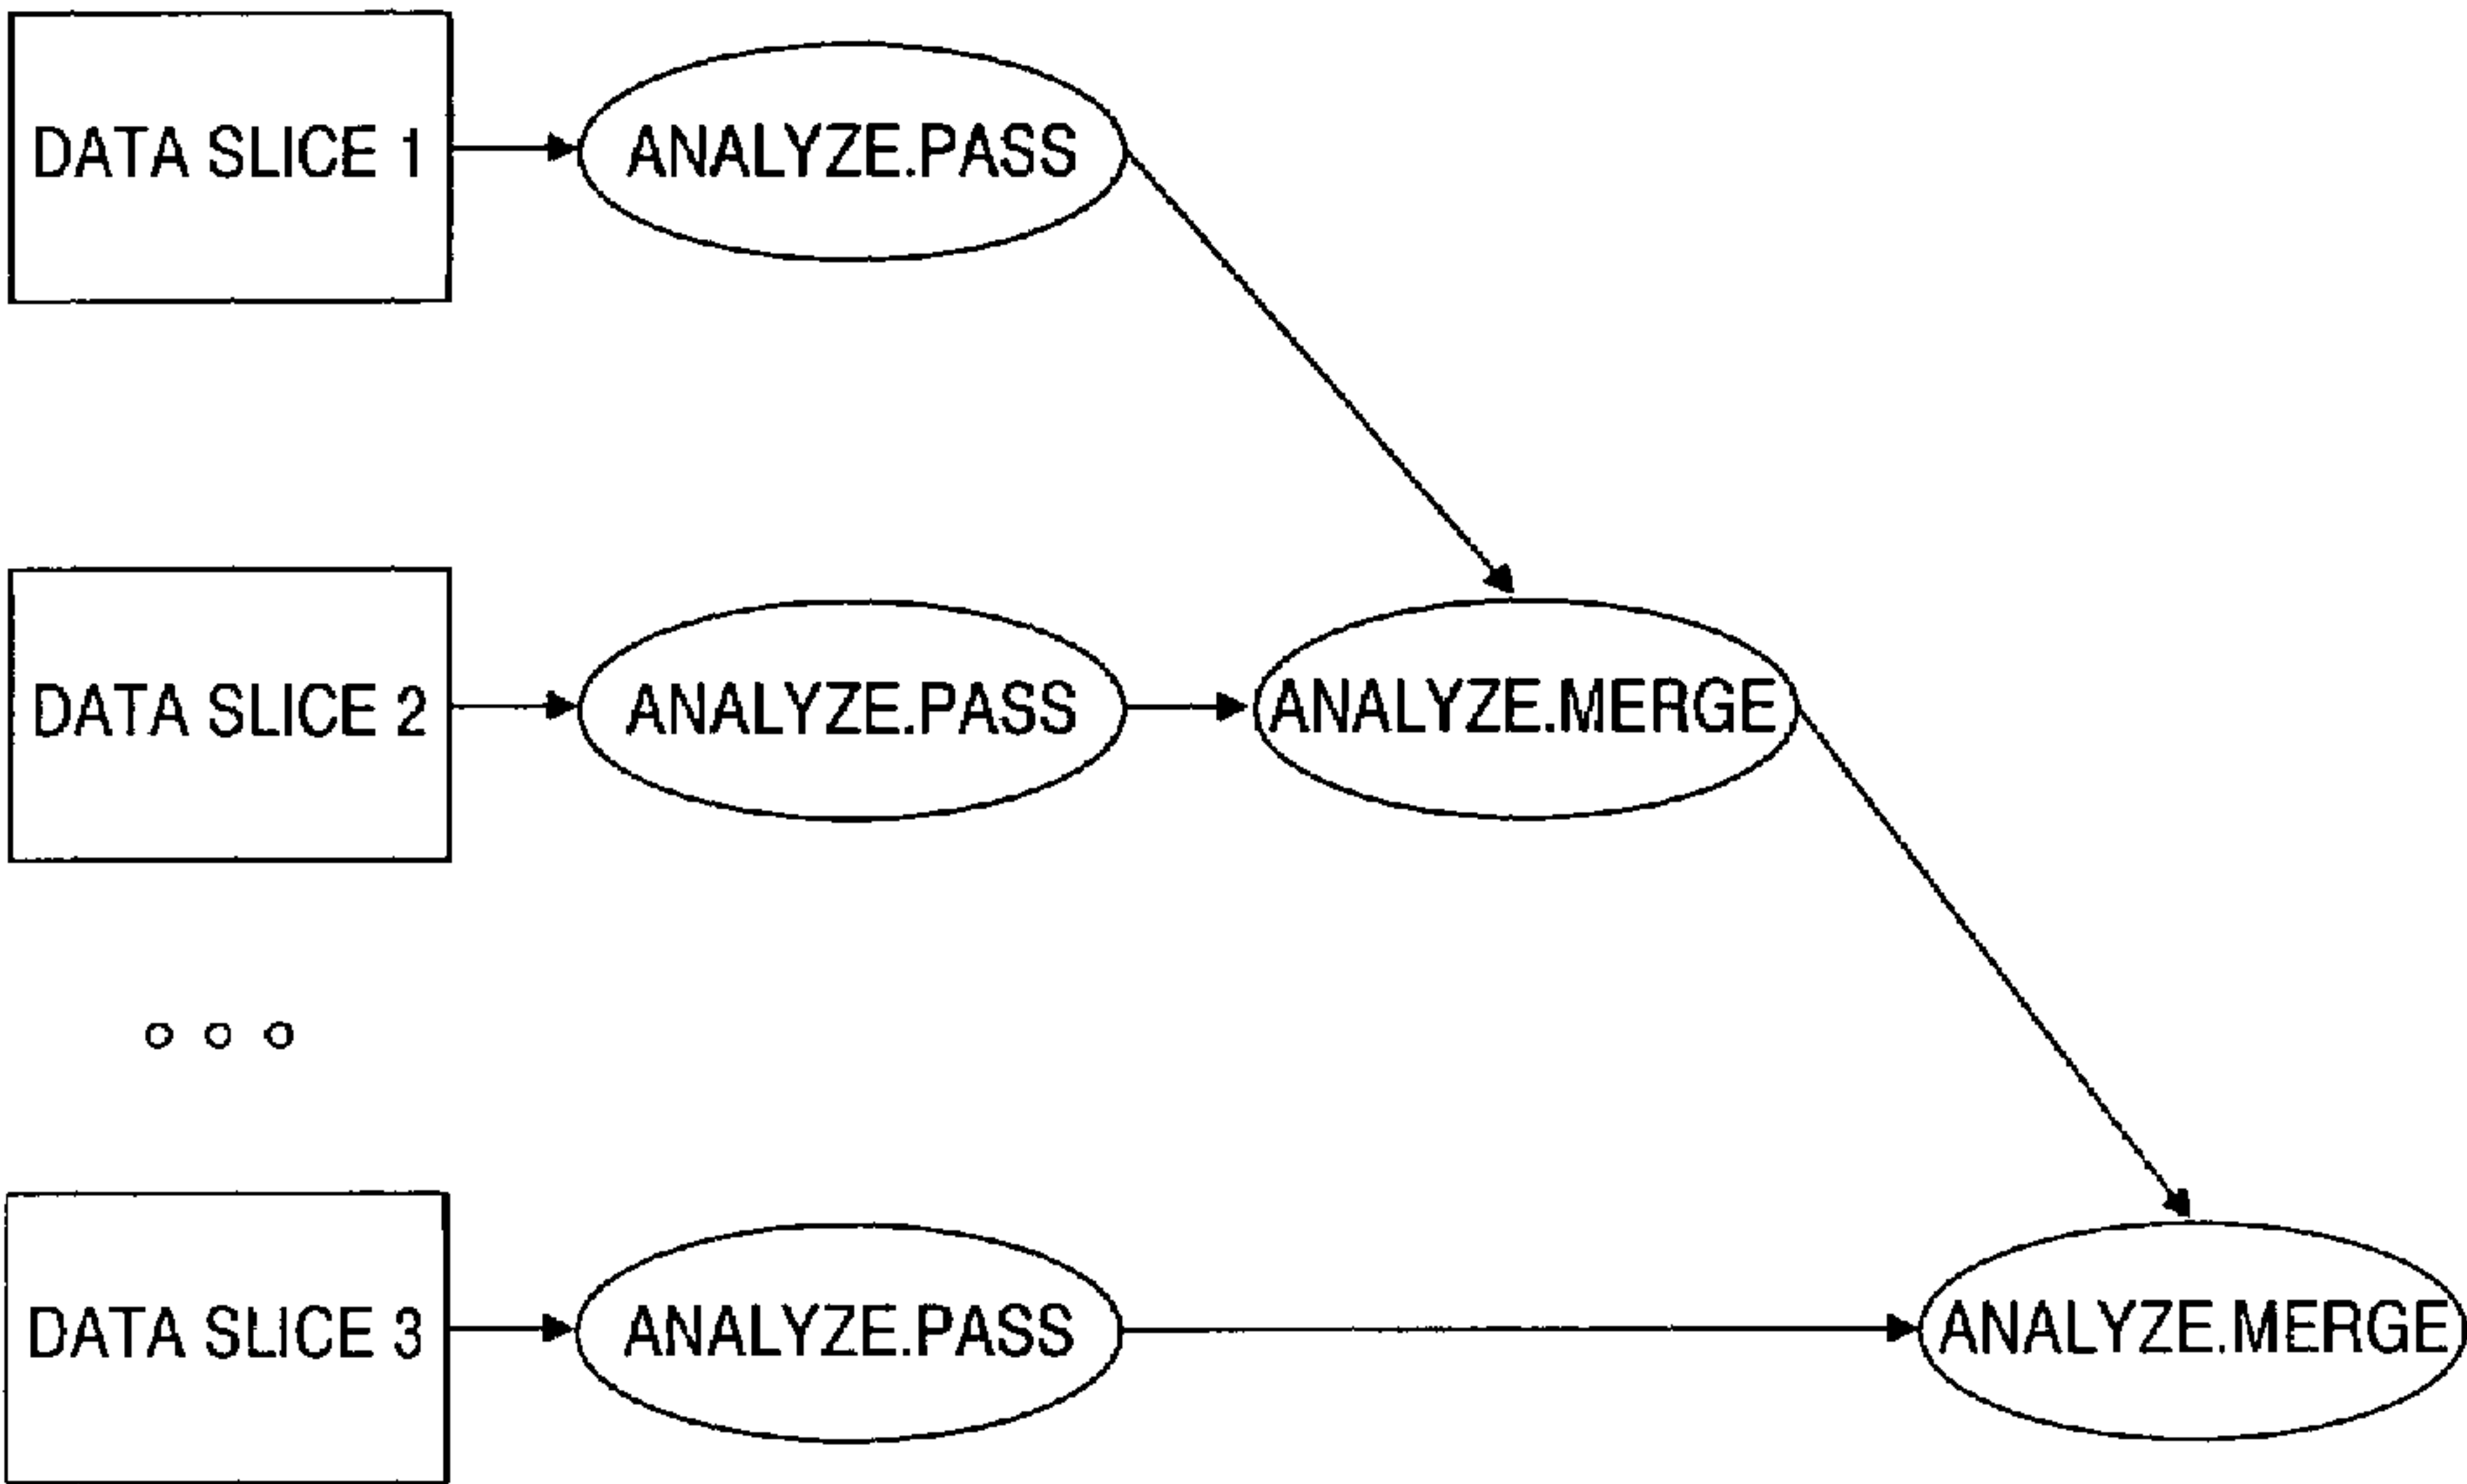 DATA SLICE 1
ANALYZE.PASS
DATA SLICE 2
ANALYZE.PASS
ANALYZE.MERGE
DATA SLICE 3
ANALYZE.PASS
ANALYZE.MERGE